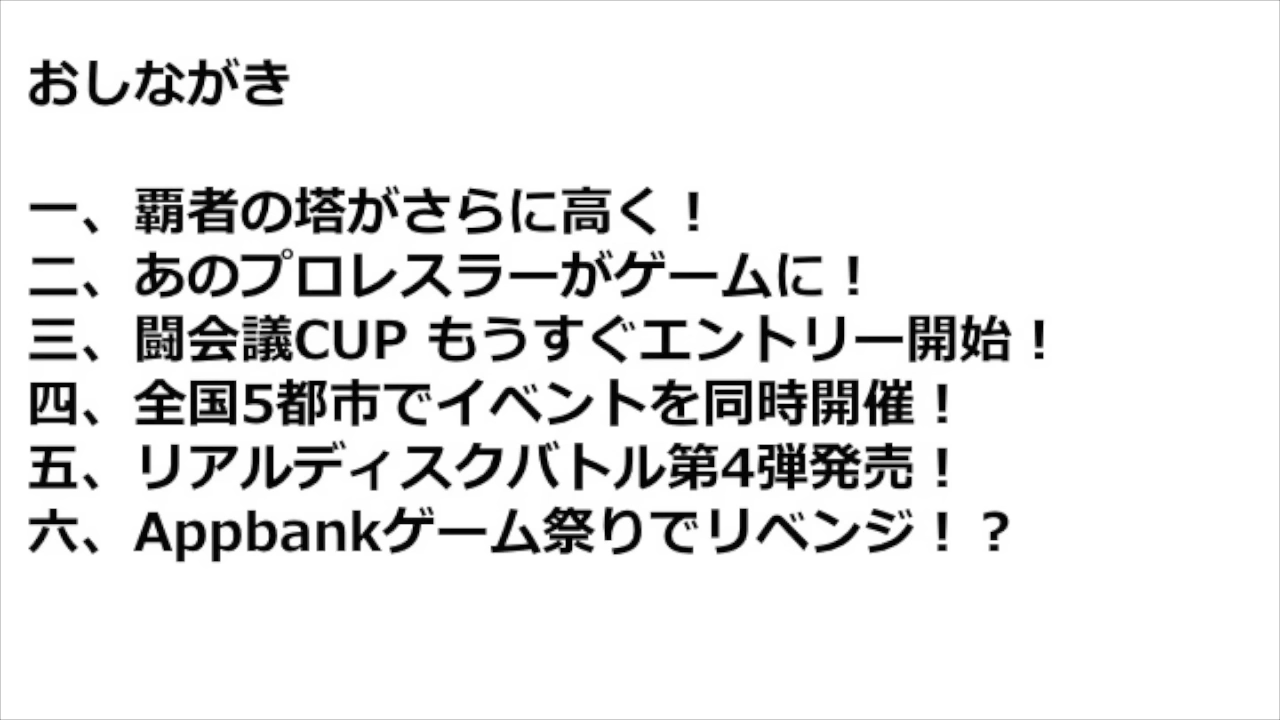 おしながき
一、覇者の塔がさらに高く！
二、あのプロレスラーがゲームに！
三、闘会議CUP もうすぐエントリー開始！
四、全国5都市でイベントを同時開催！
五、リアルディスクバトル第4弾発売！
六、Appbankゲーム祭りでリベンジ！？